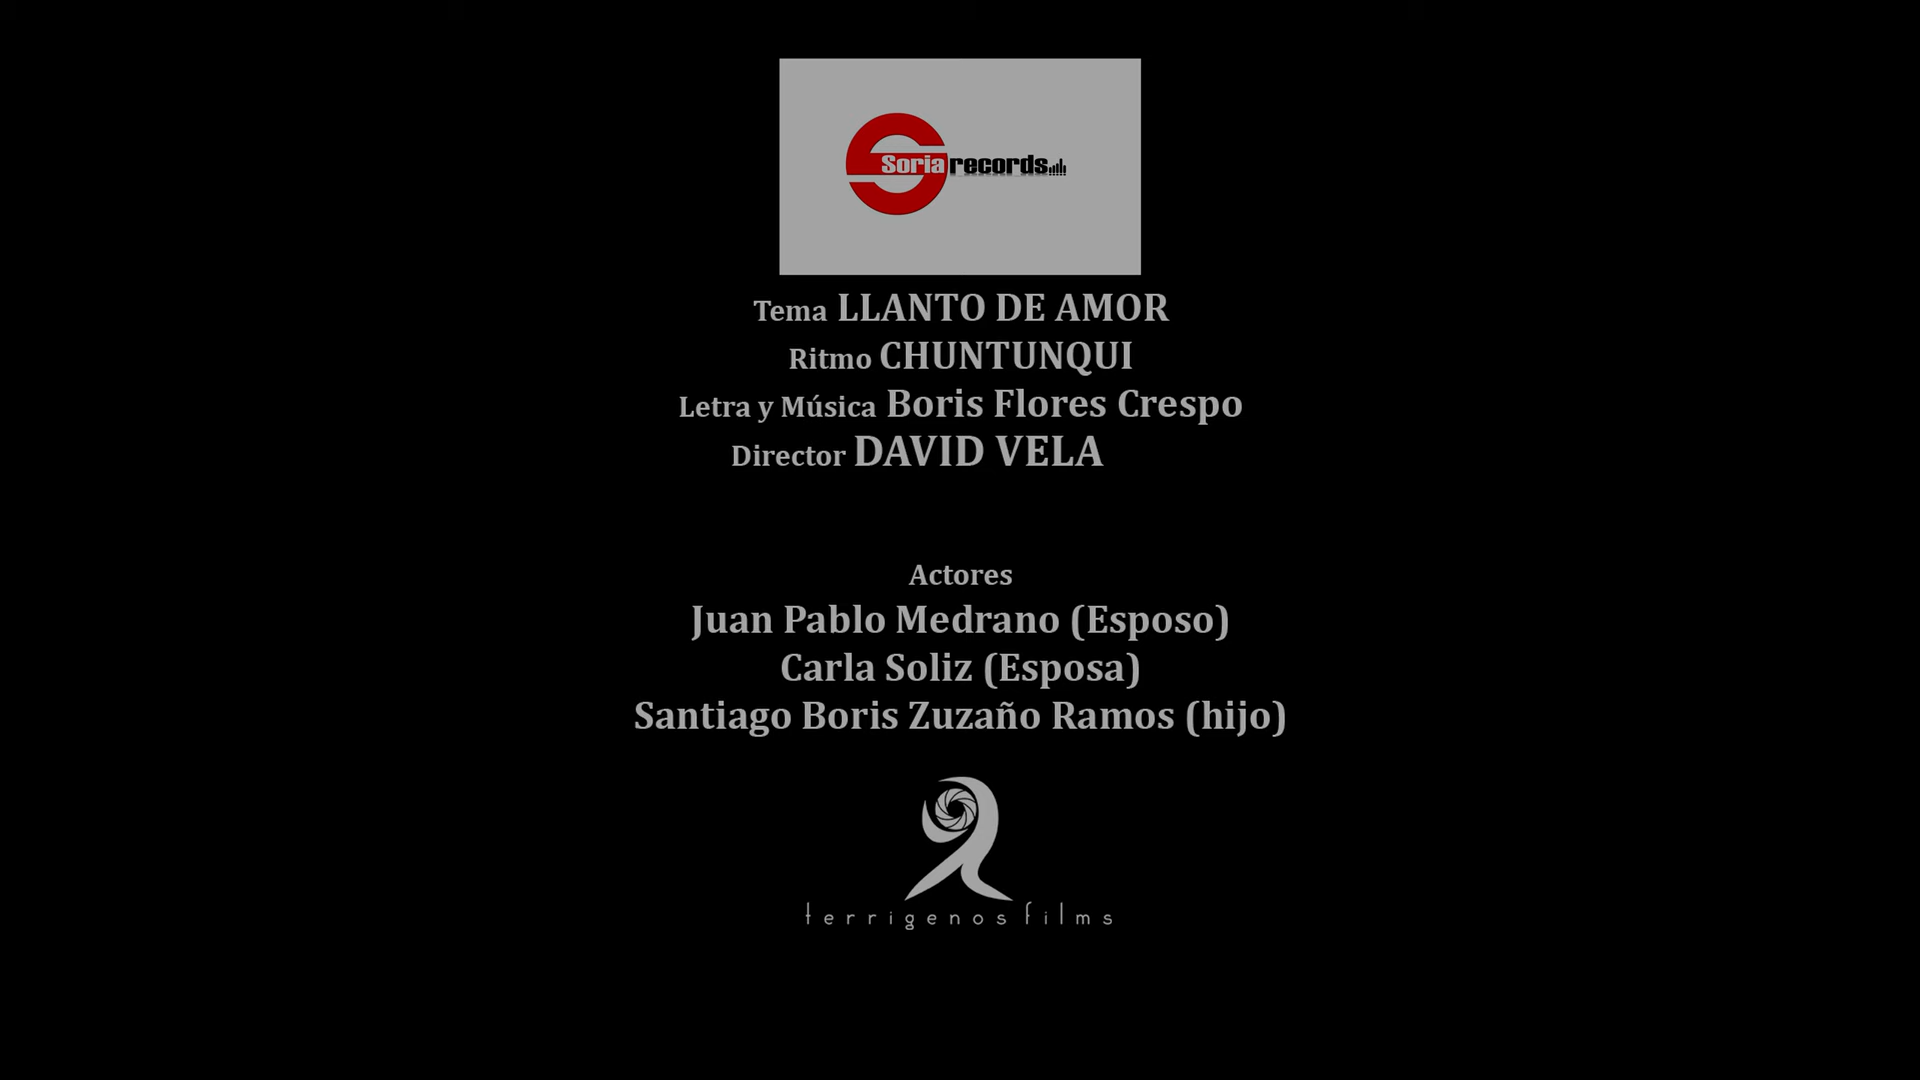 Soria records
Tema LLANTO DE AMOR
Ritmo CHUNTUNQUI
Letra y Música Boris Flores Crespo
Director DAVID VELA
Actores
Juan Pablo Medrano (Esposo)
Carla Soliz (Esposa)
Santiago Boris Zuzaño Ramos (hijo)
terrigenos films